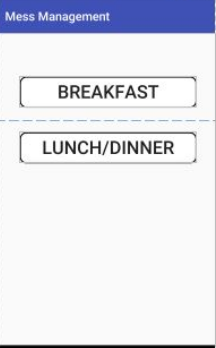 Mess Management
BREAKFAST
LUNCH/DINNER